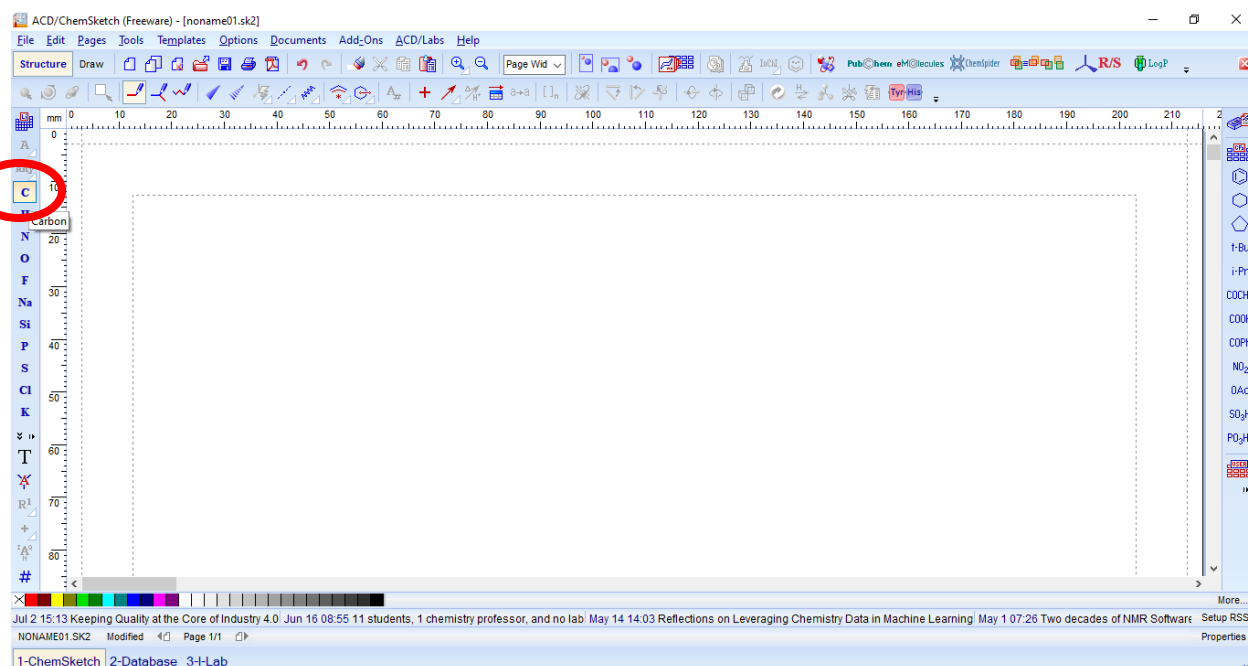 ACD/ChemSketch (Freeware) - [noname01.sk2]
File Edit Pages Tools Templates Options Documents Add-Ons ACD/Labs Help
Structure Draw Page Wid InChI PubChem eMolecules ChemSpider R/S LogP
Tyr His
mm 0 10 20 30 40 50 60 70 80 90 100 110 120 130 140 150 160 170 180 190 200 210 2
0
A
C 10
Carbon
N 20
O
F
30
Na
Si
P 40
S
Cl
50
K
60
T
A
R1 70
+
80
#
t-Bu
i-Pr
COCH
COOH
COPH
NO2
OAc
SO3H
PO3H
USER
More...
Jul 2 15:13 Keeping Quality at the Core of Industry 4.0 Jun 16 08:55 11 students, 1 chemistry professor, and no lab May 14 14:03 Reflections on Leveraging Chemistry Data in Machine Learning May 1 07:26 Two decades of NMR Software Setup RSS
NONAME01.SK2 Modified Page 1/1 Properties
1-ChemSketch 2-Database 3-I-Lab